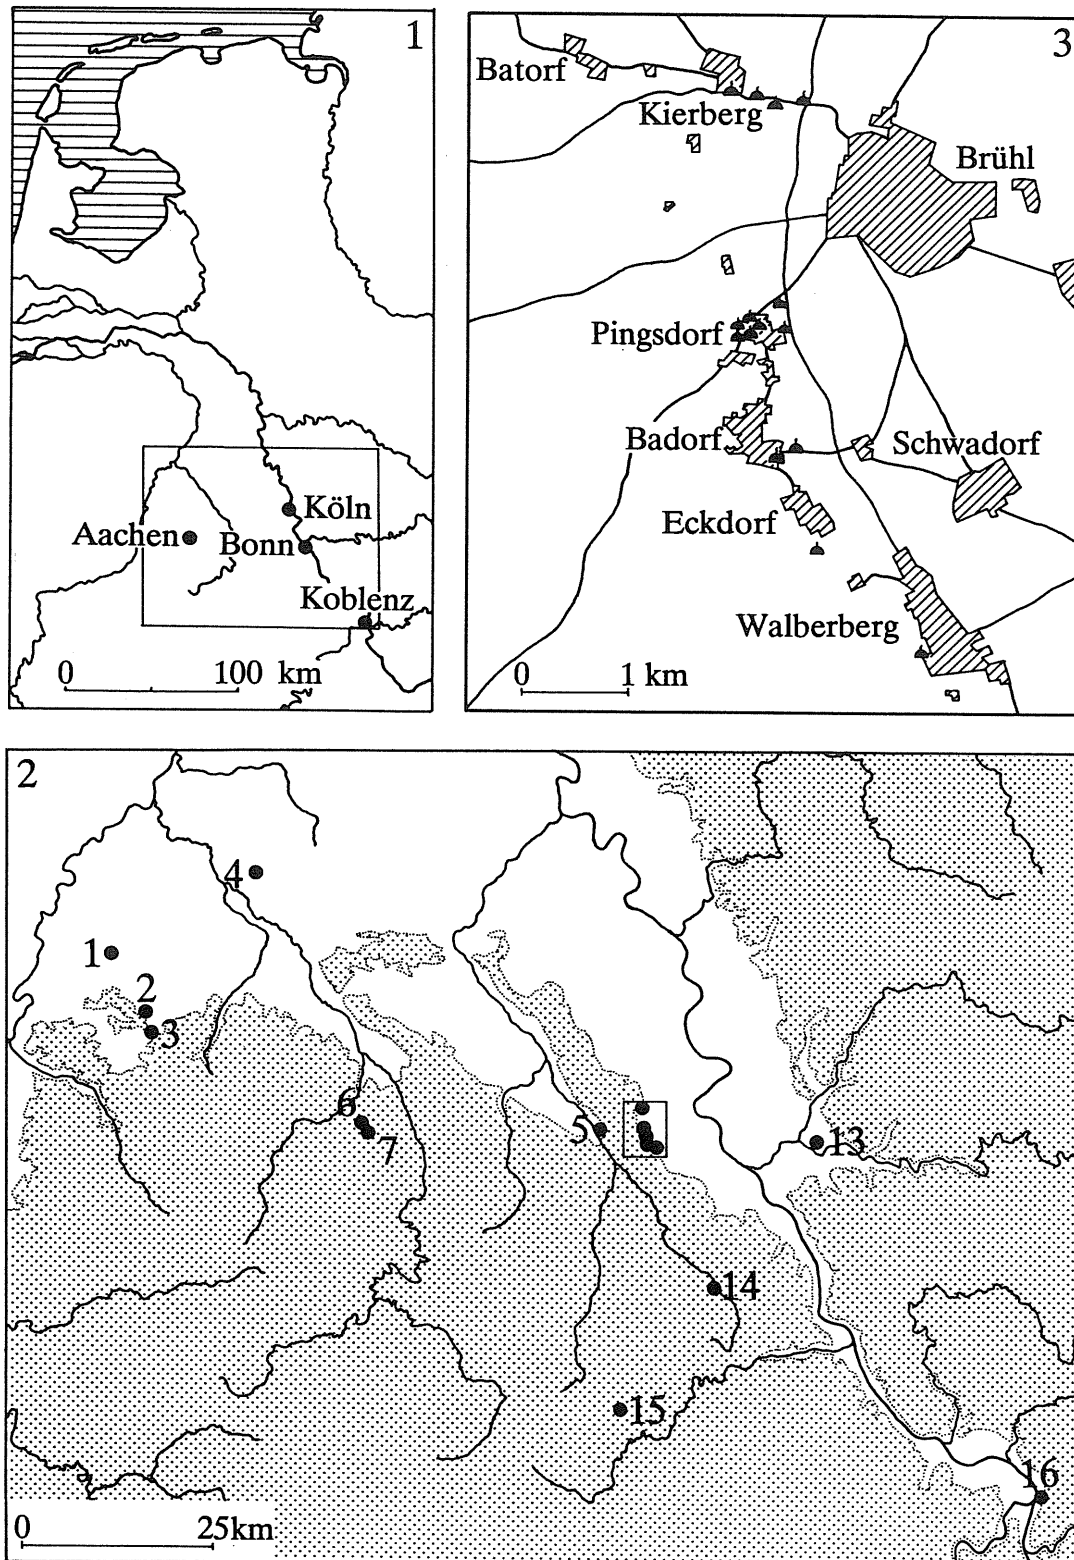 1
Köln
Aachen
Bonn
Koblenz
0 100 km
3
Batorf
Kierberg
Brühl
Pingsdorf
Badorf
Schwadorf
Eckdorf
Walberberg
0 1 km
2
4
1
2
3
6
5
7
13
14
15
16
0 25km